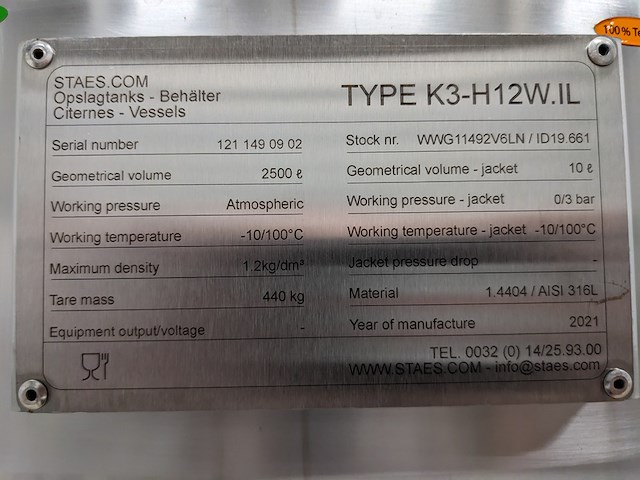 100% Te
STAES.COM
Opslagtanks - Behälter
Citernes - Vessels
TYPE K3-H12W.IL
Serial number 121 149 09 02
Geometrical volume 2500 ℓ
Working pressure Atmospheric
Working temperature -10/100°C
Maximum density 1.2kg/dm³
Tare mass 440 kg
Equipment output/voltage -
Stock nr. WWG11492V6LN / ID19.661
Geometrical volume - jacket 10 ℓ
Working pressure - jacket 0/3 bar
Working temperature - jacket -10/100°C
Jacket pressure drop -
Material 1.4404 / AISI 316L
Year of manufacture 2021
TEL. 0032 (0) 14/25.93.00
WWW.STAES.COM - info@staes.com